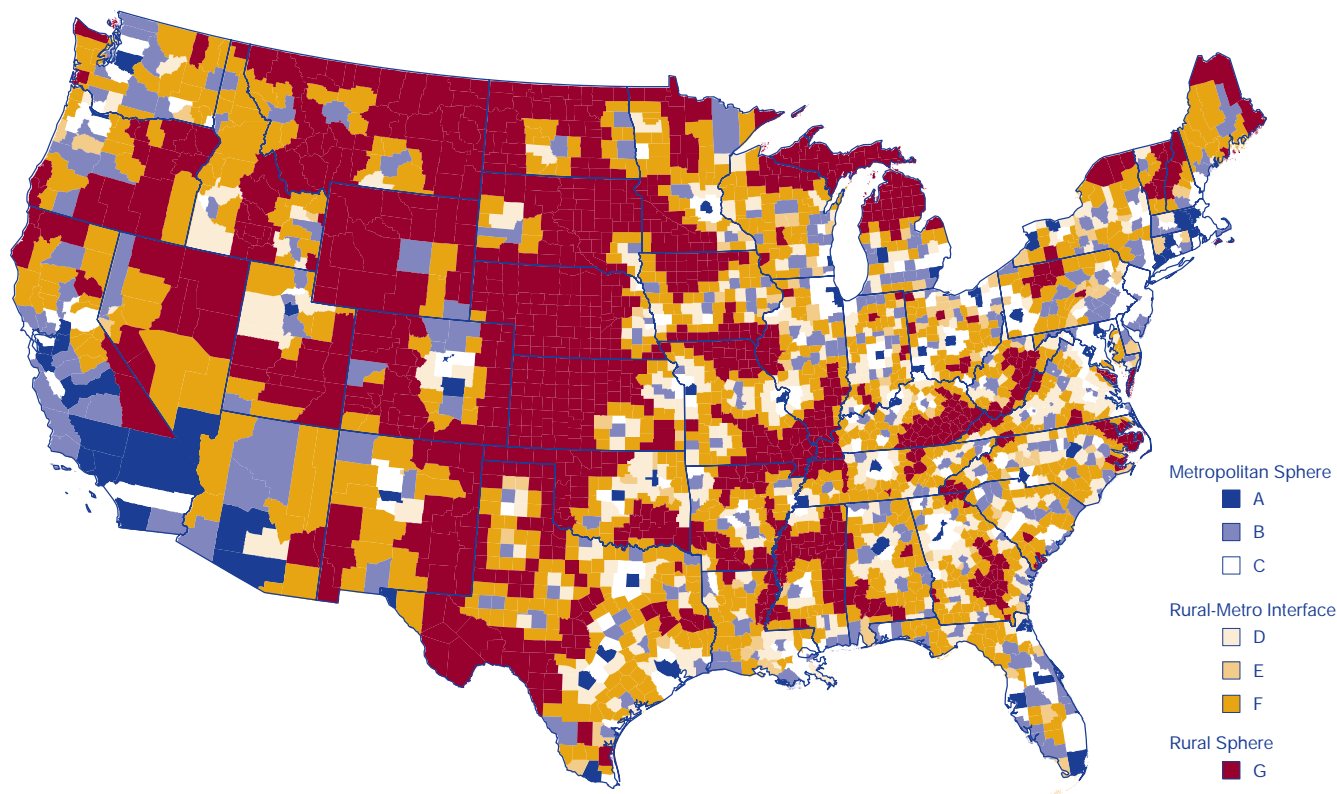 Metropolitan Sphere
A
B
C
Rural-Metro Interface
D
E
F
Rural Sphere
G